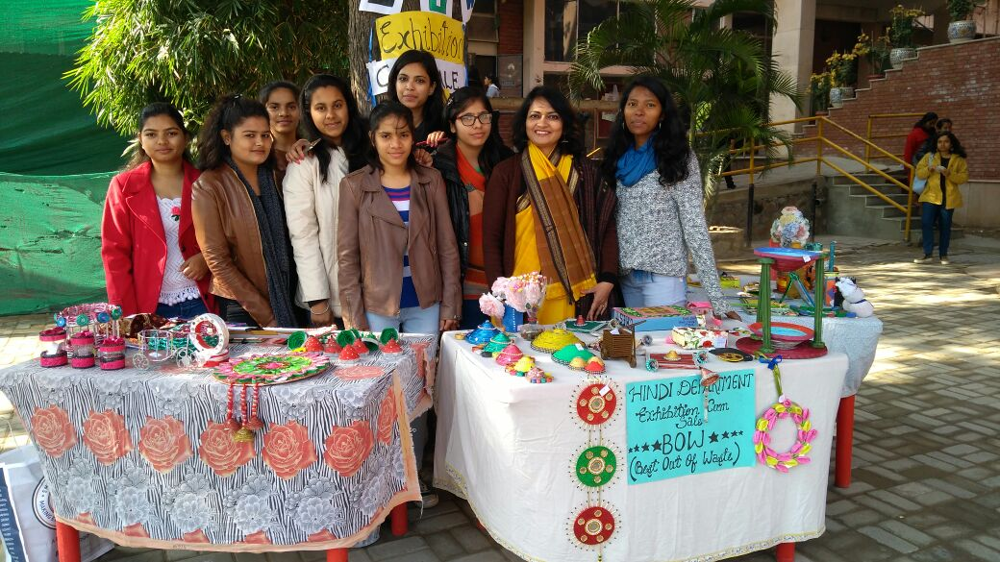 Exhibition
HINDI DEPARTMENT
Exhibition Cum
Sale
★★★★BOW★★★★
(Best Out Of Waste)